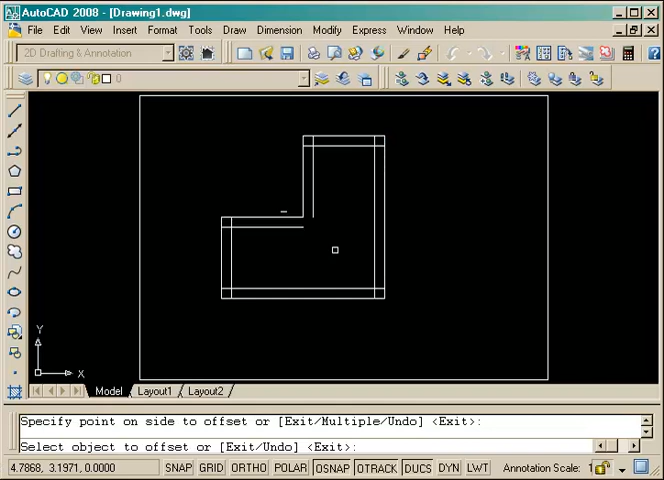 AutoCAD 2008 - [Drawing1.dwg]
File Edit View Insert Format Tools Draw Dimension Modify Express Window Help
2D Drafting & Annotation
0
Y
X
Model Layout1 Layout2
Specify point on side to offset or [Exit/Multiple/Undo] <Exit>:
Select object to offset or [Exit/Undo] <Exit>:
4.7868, 3.1971, 0.0000 SNAP GRID ORTHO POLAR OSNAP OTRACK DUCS DYN LWT Annotation Scale: 1